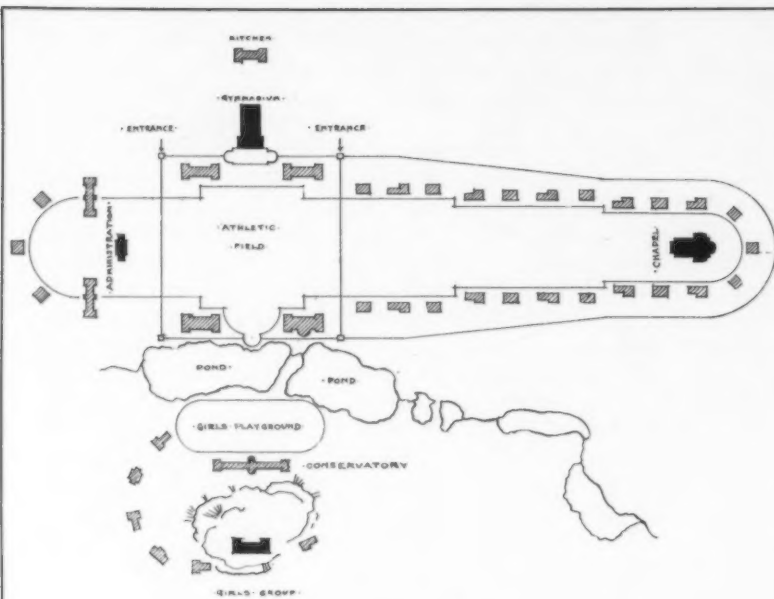 KITCHEN
·GYMNASIUM·
·ENTRANCE·
·ENTRANCE·
·ADMINISTRATION·
·ATHLETIC·
·FIELD·
·CHAPEL·
·POND·
·POND·
·GIRLS·PLAYGROUND·
·CONSERVATORY
·GIRLS·GROUP·